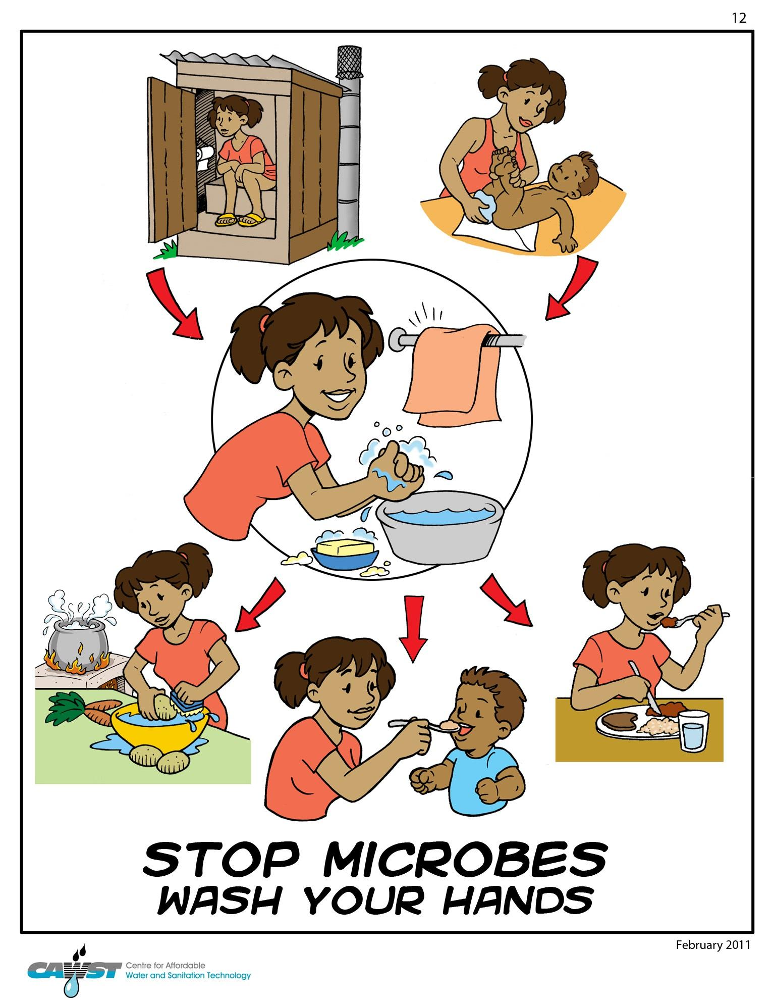 12
STOP MICROBES
WASH YOUR HANDS
February 2011
CAWST
Centre for Affordable
Water and Sanitation Technology